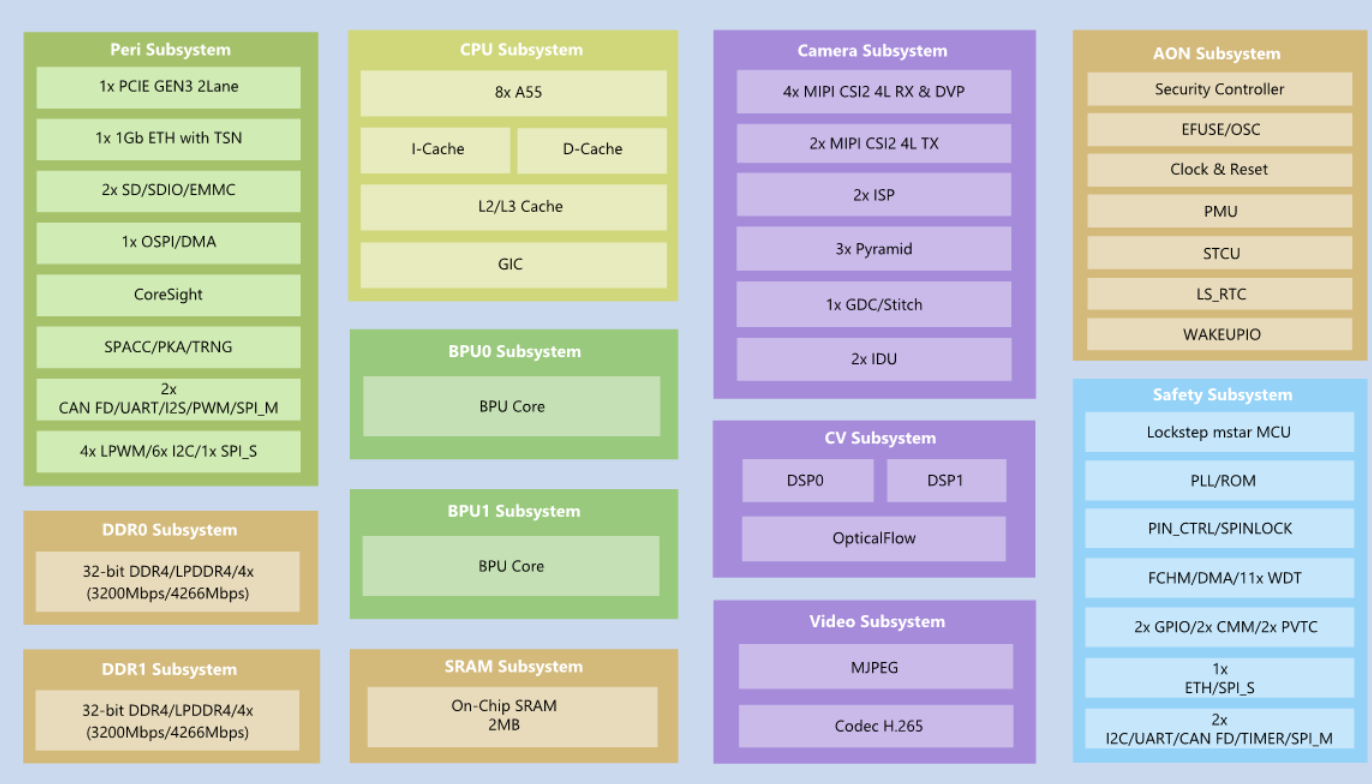 Peri Subsystem
1x PCIE GEN3 2Lane
1x 1Gb ETH with TSN
2x SD/SDIO/EMMC
1x OSPI/DMA
CoreSight
SPACC/PKA/TRNG
2x
CAN FD/UART/I2S/PWM/SPI_M
4x LPWM/6x I2C/1x SPI_S
DDR0 Subsystem
32-bit DDR4/LPDDR4/4x
(3200Mbps/4266Mbps)
DDR1 Subsystem
32-bit DDR4/LPDDR4/4x
(3200Mbps/4266Mbps)
CPU Subsystem
8x A55
I-Cache
D-Cache
L2/L3 Cache
GIC
BPU0 Subsystem
BPU Core
BPU1 Subsystem
BPU Core
SRAM Subsystem
On-Chip SRAM
2MB
Camera Subsystem
4x MIPI CSI2 4L RX & DVP
2x MIPI CSI2 4L TX
2x ISP
3x Pyramid
1x GDC/Stitch
2x IDU
CV Subsystem
DSP0
DSP1
OpticalFlow
Video Subsystem
MJPEG
Codec H.265
AON Subsystem
Security Controller
EFUSE/OSC
Clock & Reset
PMU
STCU
LS_RTC
WAKEUPIO
Safety Subsystem
Lockstep mstar MCU
PLL/ROM
PIN_CTRL/SPINLOCK
FCHM/DMA/11x WDT
2x GPIO/2x CMM/2x PVTC
1x
ETH/SPI_S
2x
I2C/UART/CAN FD/TIMER/SPI_M